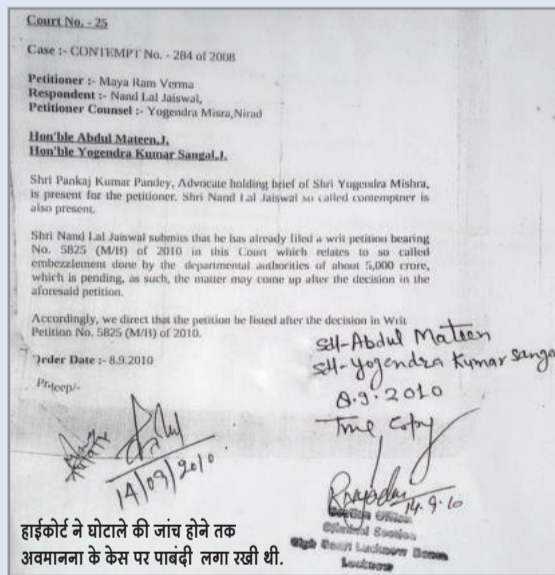 Court No. - 25
Case :- CONTEMPT No. - 284 of 2008
Petitioner :- Maya Ram Verma
Respondent :- Nand Lal Jaiswal,
Petitioner Counsel :- Yogendra Misra,Nirad
Hon'ble Abdul Mateen,J.
Hon'ble Yogendra Kumar Sangal,J.
Shri Pankaj Kumar Pandey, Advocate holding brief of Shri Yogendra Mishra,
is present for the petitioner. Shri Nand Lal Jaiswal so called contemptner is
also present.
Shri Nand Lal Jaiswal submits that he has already filed a writ petition bearing
No. 5825 (M/B) of 2010 in this Court which relates to so called
embezzlement done by the departmental authorities of about 5,000 crore,
which is pending, as such, the matter may come up after the decision in the
aforesaid petition.
Accordingly, we direct that the petition be listed after the decision in Writ
Petition No. 5825 (M/B) of 2010.
Order Date :- 8.9.2010
Sd-Abdul Mateen
Sd-Yogendra Kumar Sanga
8.9.2010
True Copy
14/09/2010
14.9.10
Section
High Court Lucknow
Lucknow
हाईकोर्ट ने घोटाले की जांच होने तक
अवमानना के केस पर पाबंदी लगा रखी थी.